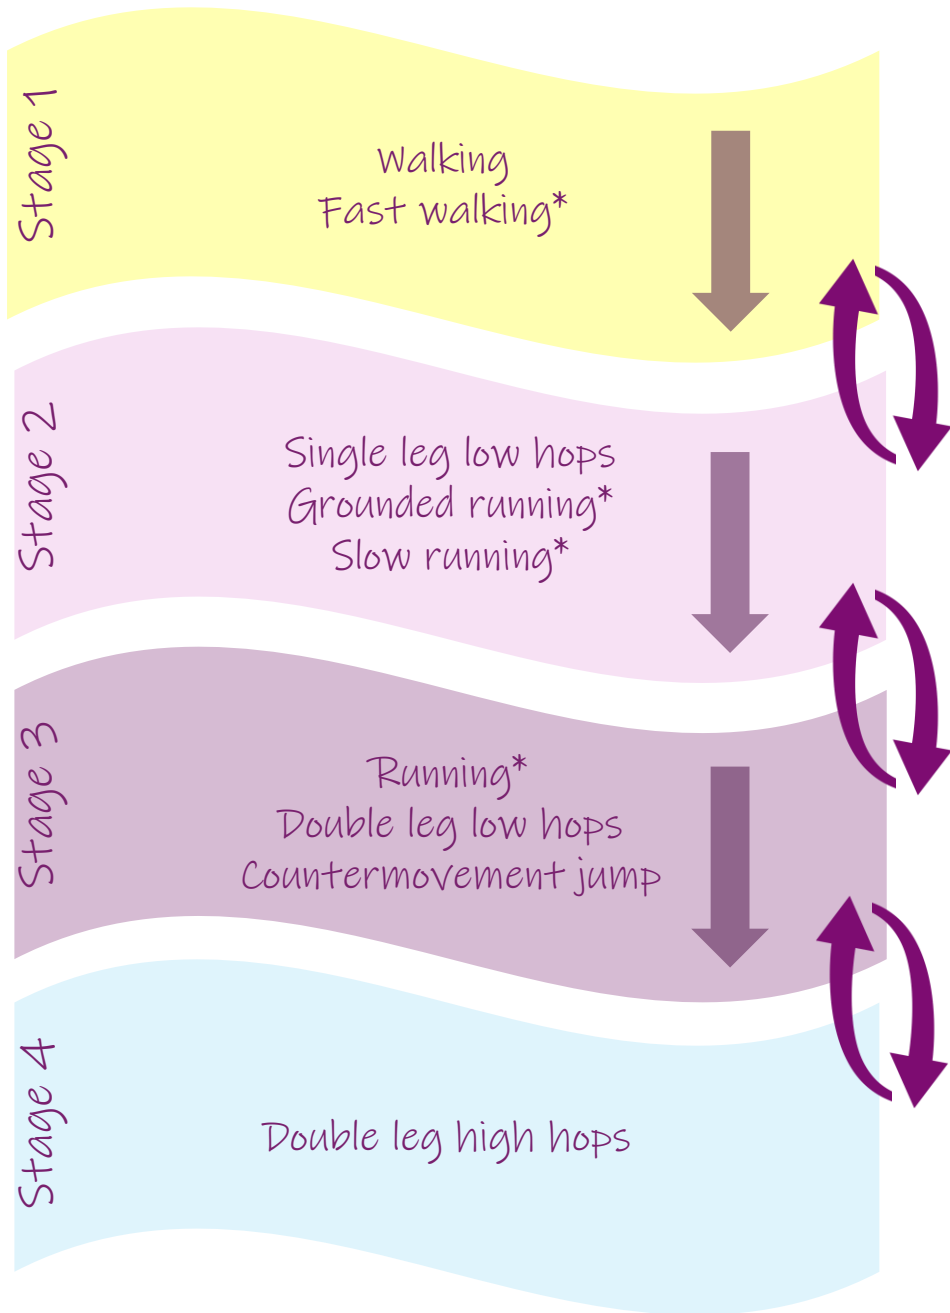 Stage 1
Walking
Fast walking*
Stage 2
Single leg low hops
Grounded running*
Slow running*
Stage 3
Running*
Double leg low hops
Countermovement jump
Stage 4
Double leg high hops